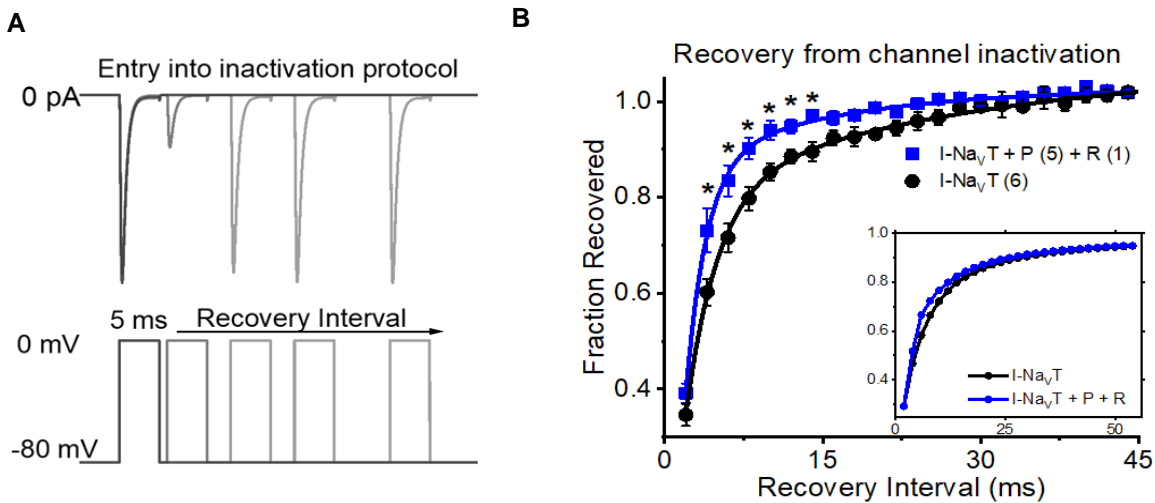 A
Entry into inactivation protocol
0 pA
5 ms
Recovery Interval
0 mV
-80 mV
B
Recovery from channel inactivation
Fraction Recovered
1.0
0.8
0.6
0.4
* * * * * *
I-NaVT + P (5) + R (1)
I-NaVT (6)
1.0
0.8
0.6
0.4
I-NaVT
I-NaVT + P + R
0 25 50
0 15 30 45
Recovery Interval (ms)